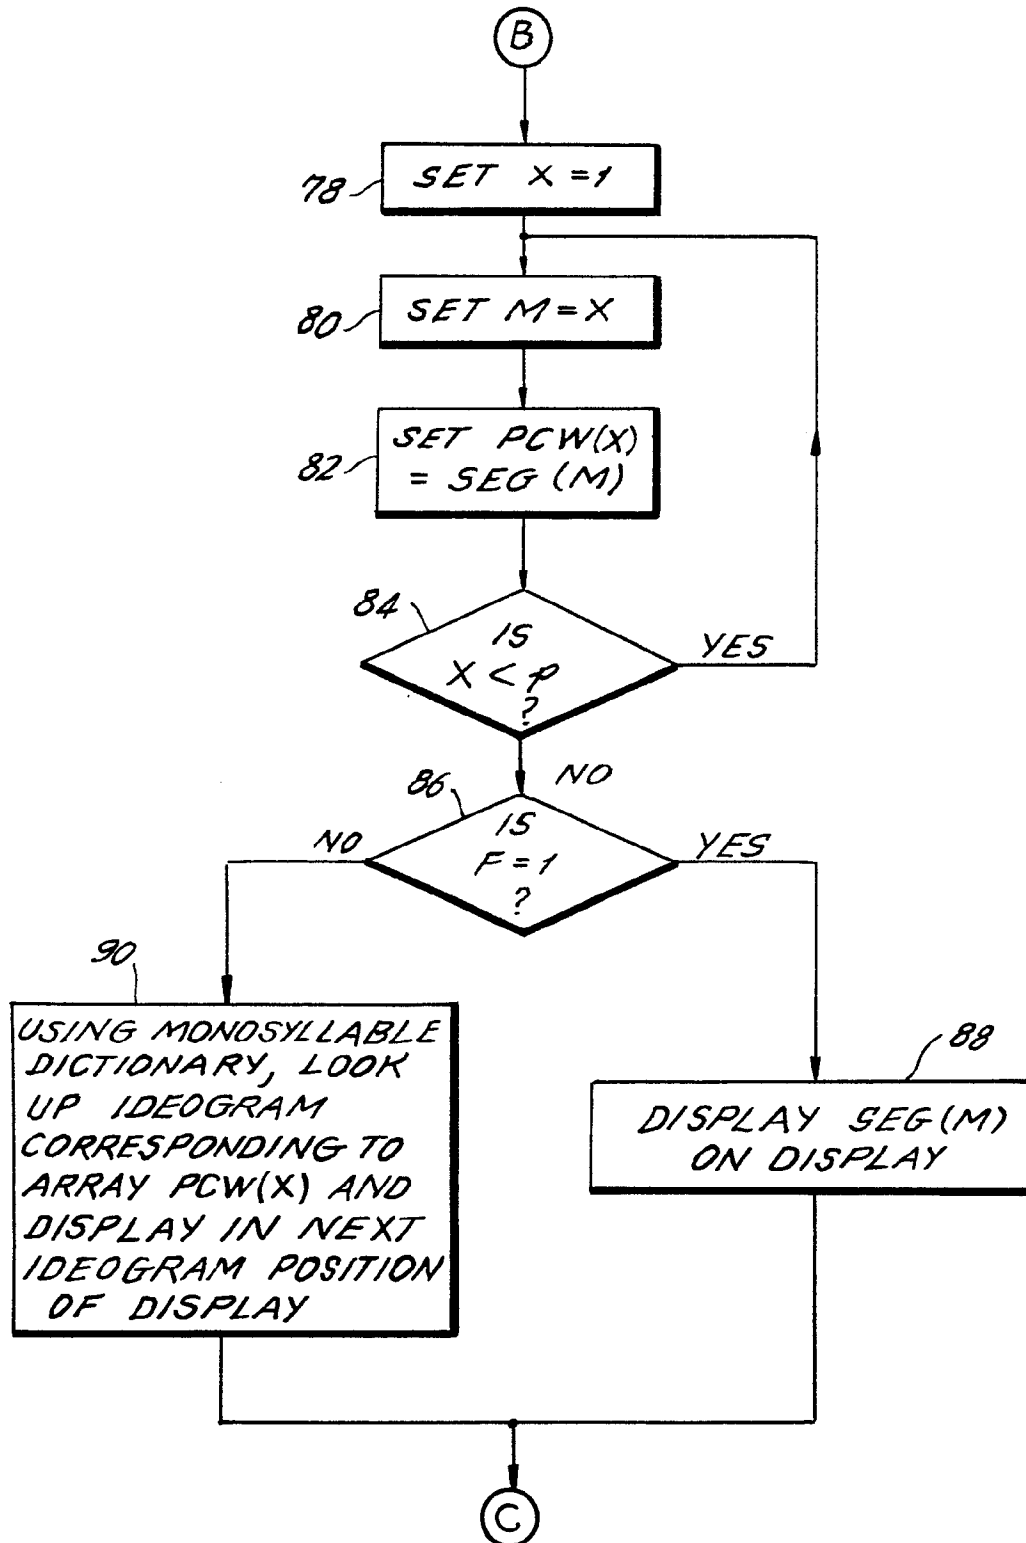 B
78
SET X=1
80
SET M=X
82
SET PCW(X)
= SEG (M)
84
IS
X < P
?
YES
NO
86
IS
F=1
?
NO
YES
90
USING MONOSYLLABLE
DICTIONARY, LOOK
UP IDEOGRAM
CORRESPONDING TO
ARRAY PCW(X) AND
DISPLAY IN NEXT
IDEOGRAM POSITION
OF DISPLAY
88
DISPLAY SEG(M)
ON DISPLAY
C